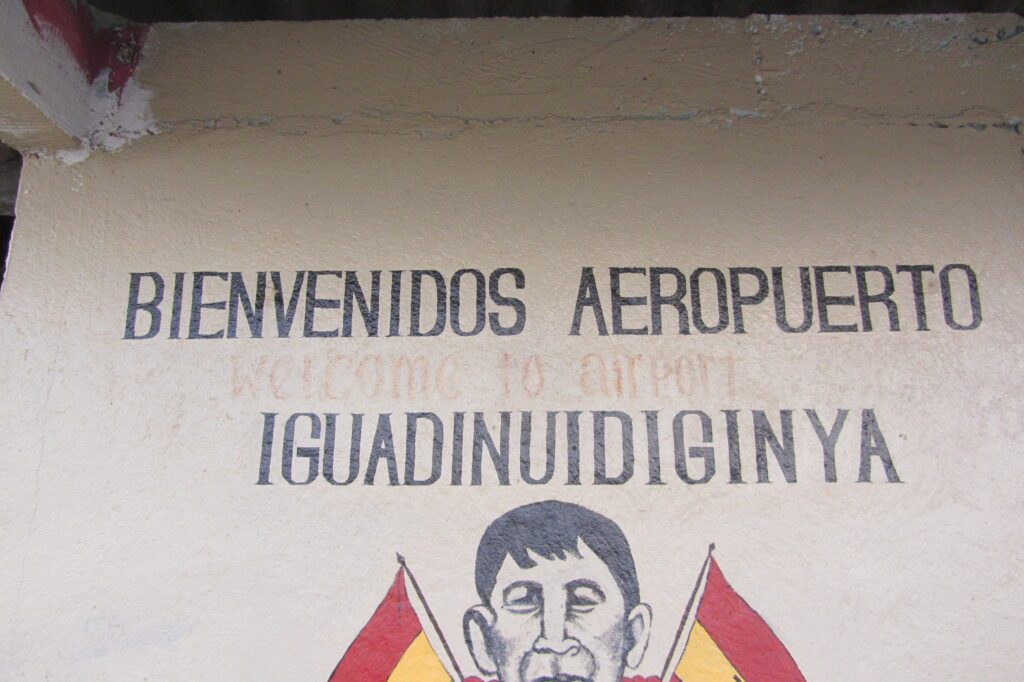 BIENVENIDOS AEROPUERTO
welcome to airport
IGUADINUIDIGINYA